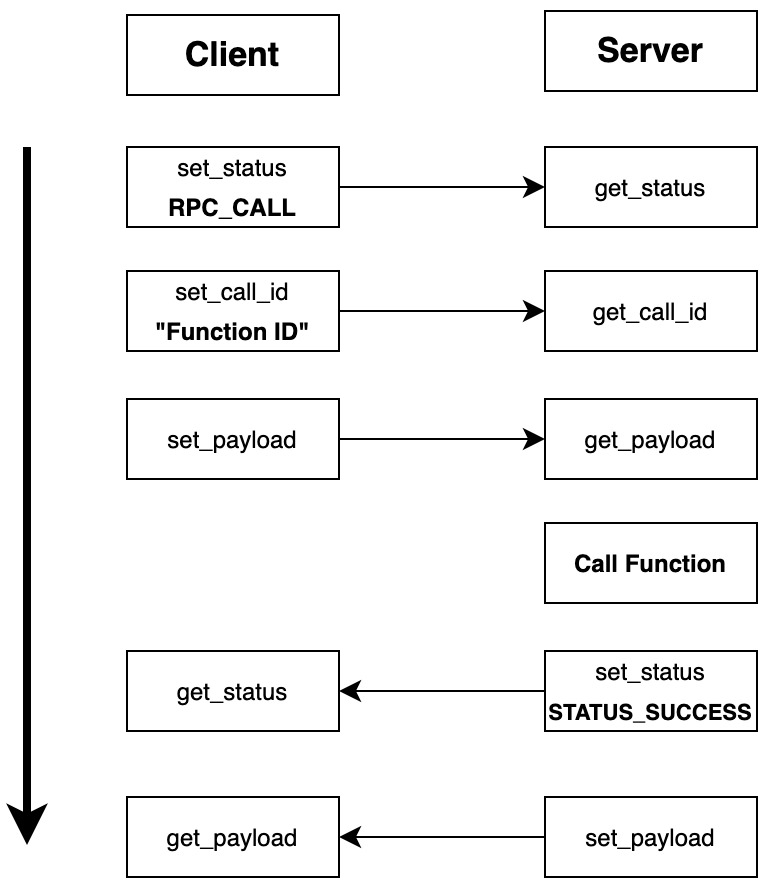 Client
Server
set_status
RPC_CALL
get_status
set_call_id
"Function ID"
get_call_id
set_payload
get_payload
Call Function
get_status
set_status
STATUS_SUCCESS
get_payload
set_payload